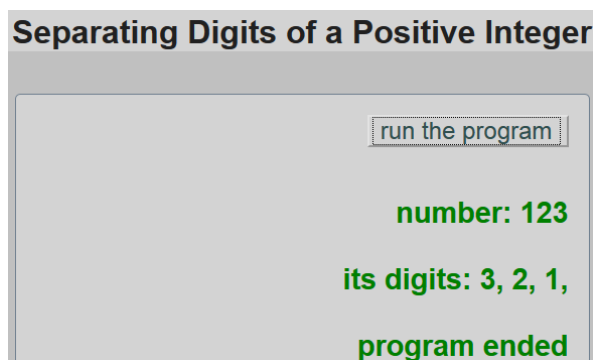 Separating Digits of a Positive Integer
run the program
number: 123
its digits: 3, 2, 1,
program ended